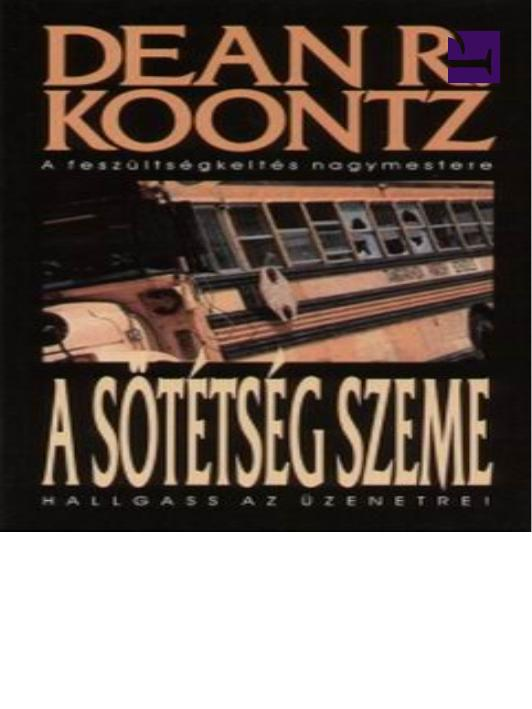 DEAN R.
KOONTZ
A feszültségkeltés nagymestere
A SÖTÉTSÉG SZEME
HALLGASS AZ ÜZENETRE!